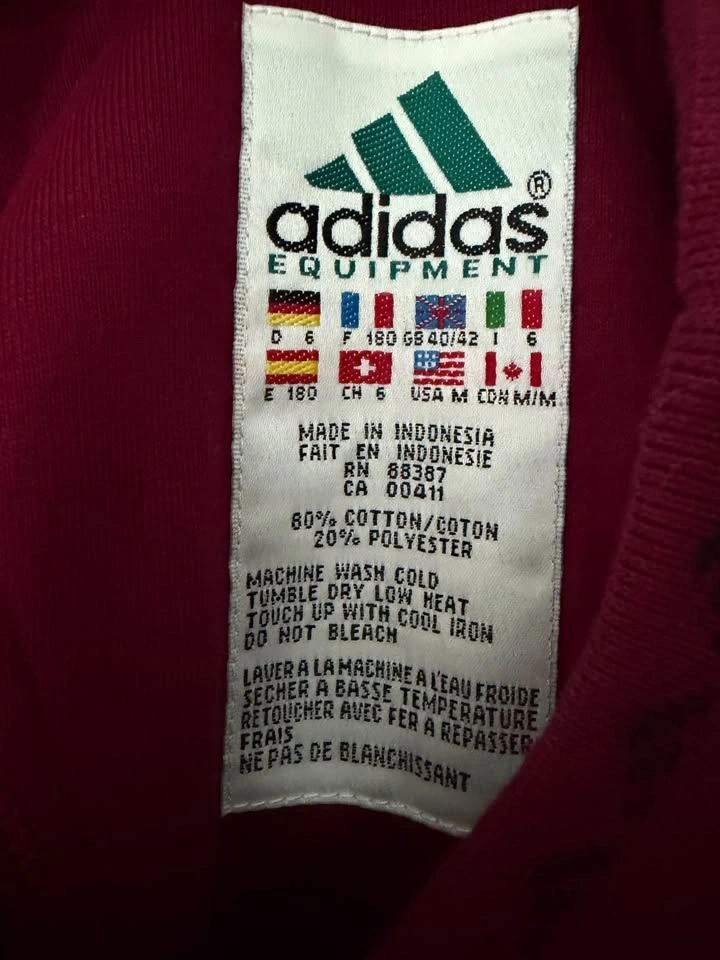 adidas®
EQUIPMENT
D 6 F 180 GB 40/42 I 6
E 180 CH 6 USA M CDN M/M
MADE IN INDONESIA
FAIT EN INDONESIE
RN 88387
CA 00411
80% COTTON/COTON
20% POLYESTER
MACHINE WASH COLD
TUMBLE DRY LOW HEAT
TOUCH UP WITH COOL IRON
DO NOT BLEACH
LAVER A LA MACHINE A L'EAU FROIDE
SECHER A BASSE TEMPERATURE
RETOUCHER AVEC FER A REPASSER
FRAIS
NE PAS DE BLANCHISSANT